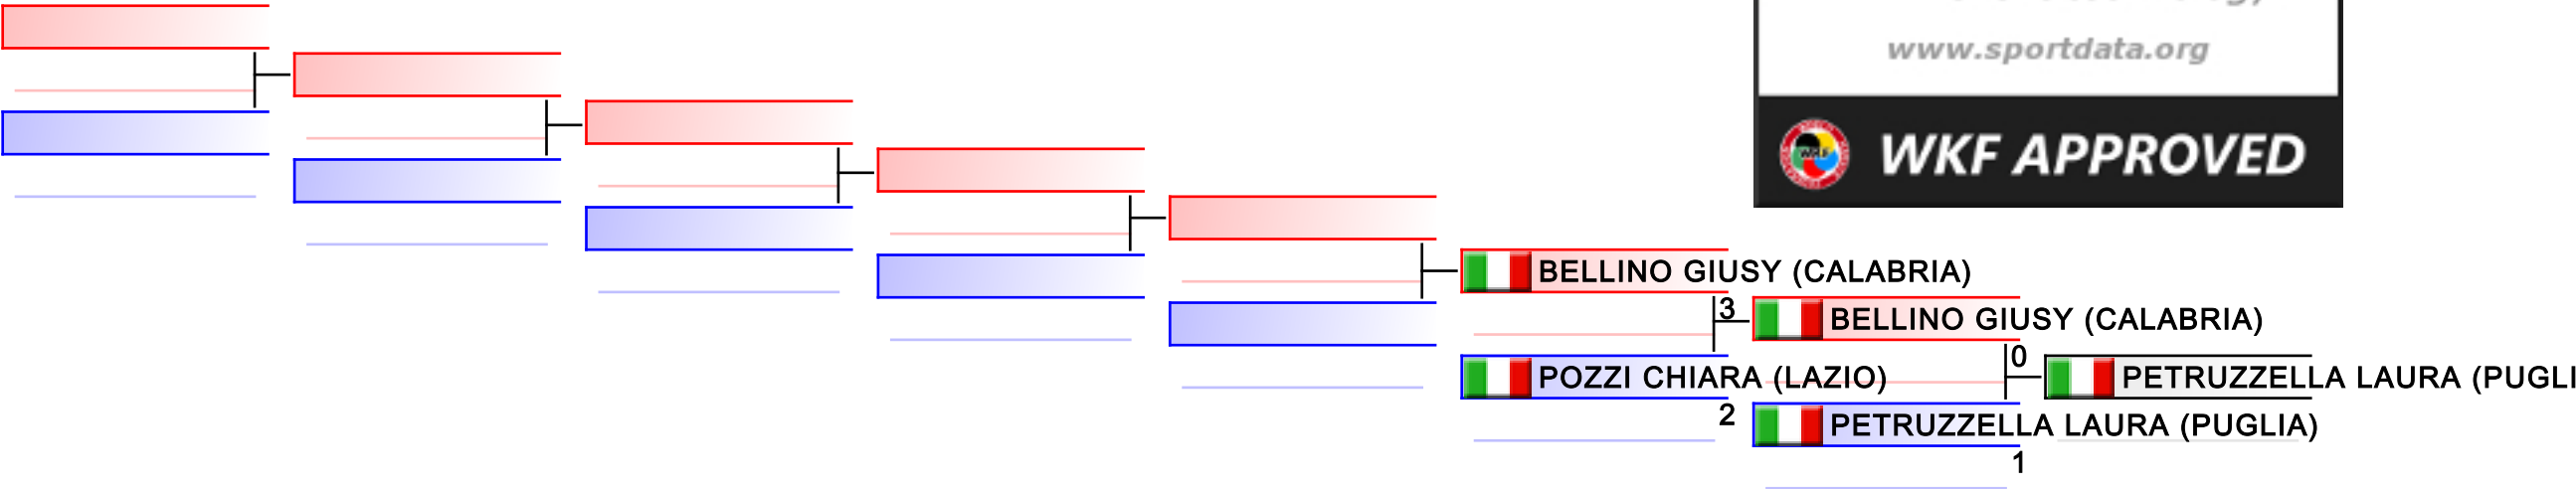 www.sportdata.org
WKF APPROVED
BELLINO GIUSY (CALABRIA)
3
BELLINO GIUSY (CALABRIA)
0
POZZI CHIARA (LAZIO)
PETRUZZELLA LAURA (PUGLI
2
PETRUZZELLA LAURA (PUGLIA)
1